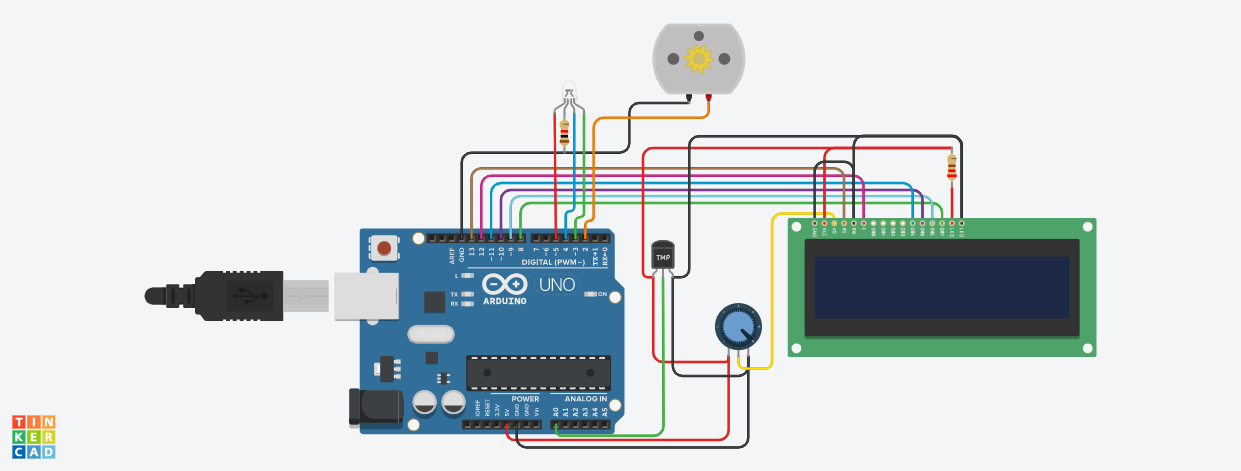 TMP
AREF
GND
13
12
~11
~10
~9
8
7
~6
~5
4
~3
2
TX→1
RX←0
DIGITAL (PWM~)
L
TX
RX
ARDUINO
UNO
ON
POWER
ANALOG IN
IOREF
RESET
3.3V
5V
GND
GND
Vin
A0
A1
A2
A3
A4
A5
TIN
KER
CAD